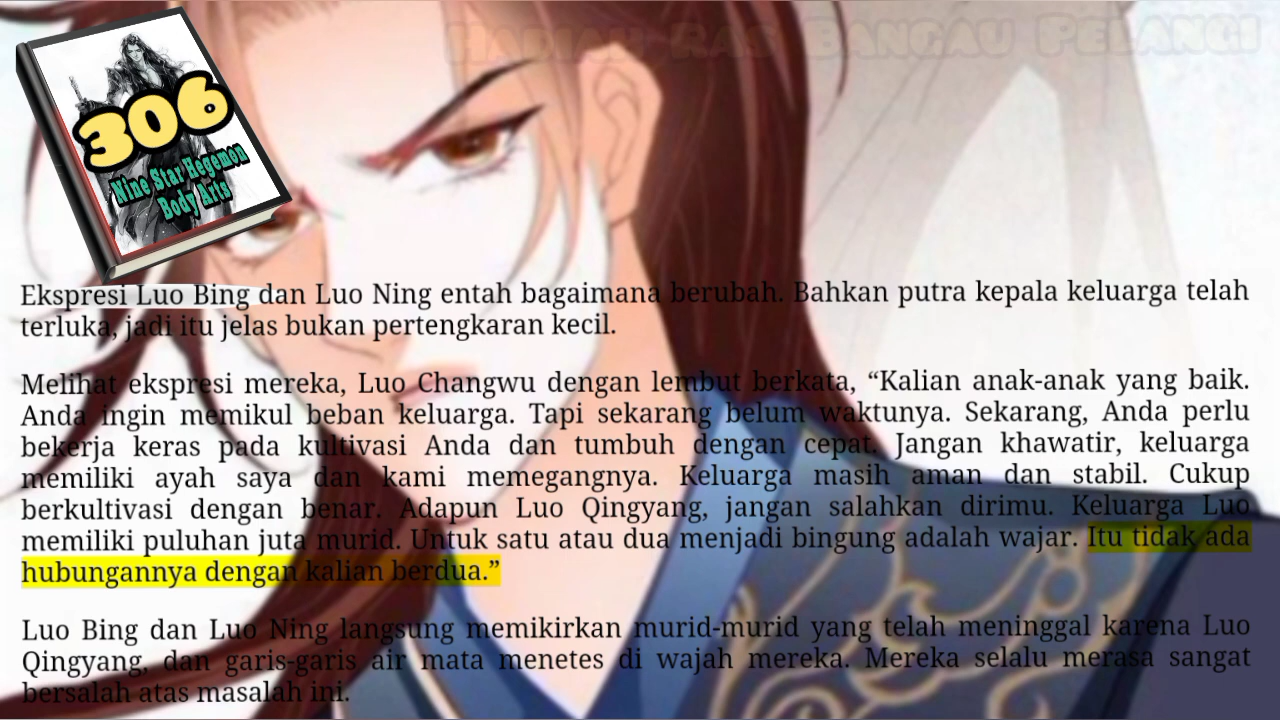 HADIAH RAS BANGAU PELANGI
306
Nine Star Hegemon
Body Arts
Ekspresi Luo Bing dan Luo Ning entah bagaimana berubah. Bahkan putra kepala keluarga telah
terluka, jadi itu jelas bukan pertengkaran kecil.
Melihat ekspresi mereka, Luo Changwu dengan lembut berkata, “Kalian anak-anak yang baik.
Anda ingin memikul beban keluarga. Tapi sekarang belum waktunya. Sekarang, Anda perlu
bekerja keras pada kultivasi Anda dan tumbuh dengan cepat. Jangan khawatir, keluarga
memiliki ayah saya dan kami memegangnya. Keluarga masih aman dan stabil. Cukup
berkultivasi dengan benar. Adapun Luo Qingyang, jangan salahkan dirimu. Keluarga Luo
memiliki puluhan juta murid. Untuk satu atau dua menjadi bingung adalah wajar. Itu tidak ada
hubungannya dengan kalian berdua.”
Luo Bing dan Luo Ning langsung memikirkan murid-murid yang telah meninggal karena Luo
Qingyang, dan garis-garis air mata menetes di wajah mereka. Mereka selalu merasa sangat
bersalah atas masalah ini.